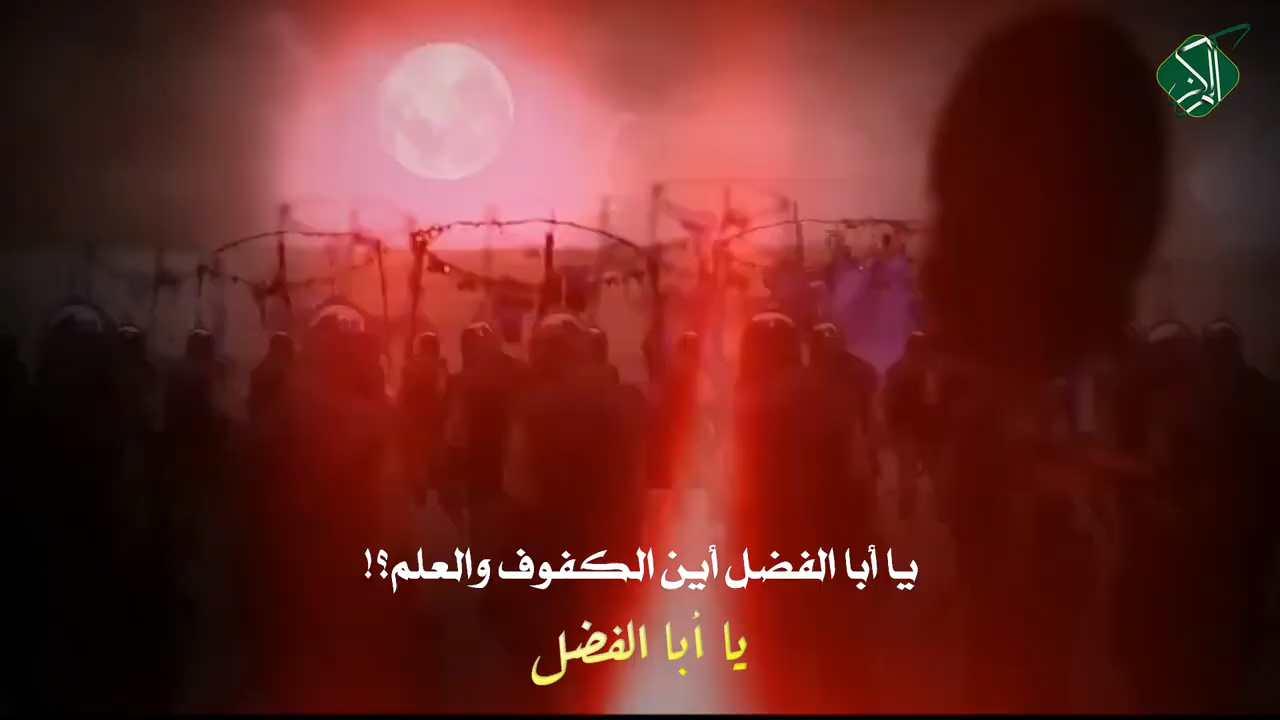 يا أبا الفضل أين الكفوف والعلم؟!
يا أبا الفضل